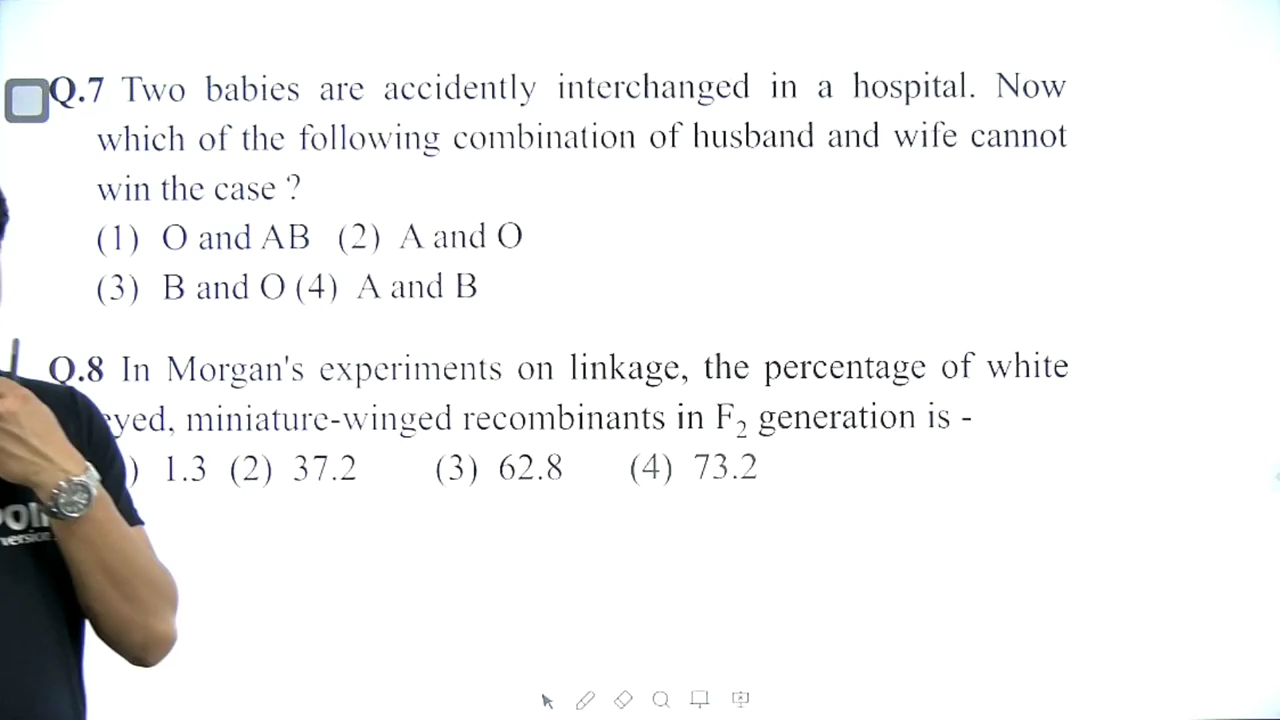 Q.7 Two babies are accidently interchanged in a hospital. Now
which of the following combination of husband and wife cannot
win the case ?
(1) O and AB (2) A and O
(3) B and O (4) A and B
Q.8 In Morgan's experiments on linkage, the percentage of white
eyed, miniature-winged recombinants in F₂ generation is -
) 1.3 (2) 37.2 (3) 62.8 (4) 73.2